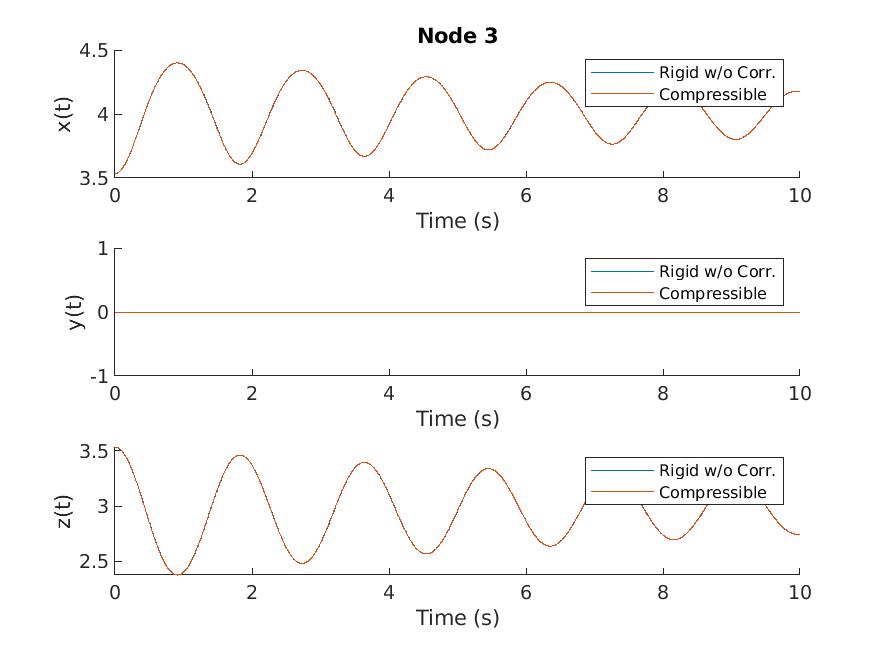 Node 3
4.5
4
3.5
x(t)
Rigid w/o Corr.
Compressible
0 2 4 6 8 10
Time (s)
1
0
-1
y(t)
Rigid w/o Corr.
Compressible
0 2 4 6 8 10
Time (s)
3.5
3
2.5
z(t)
Rigid w/o Corr.
Compressible
0 2 4 6 8 10
Time (s)